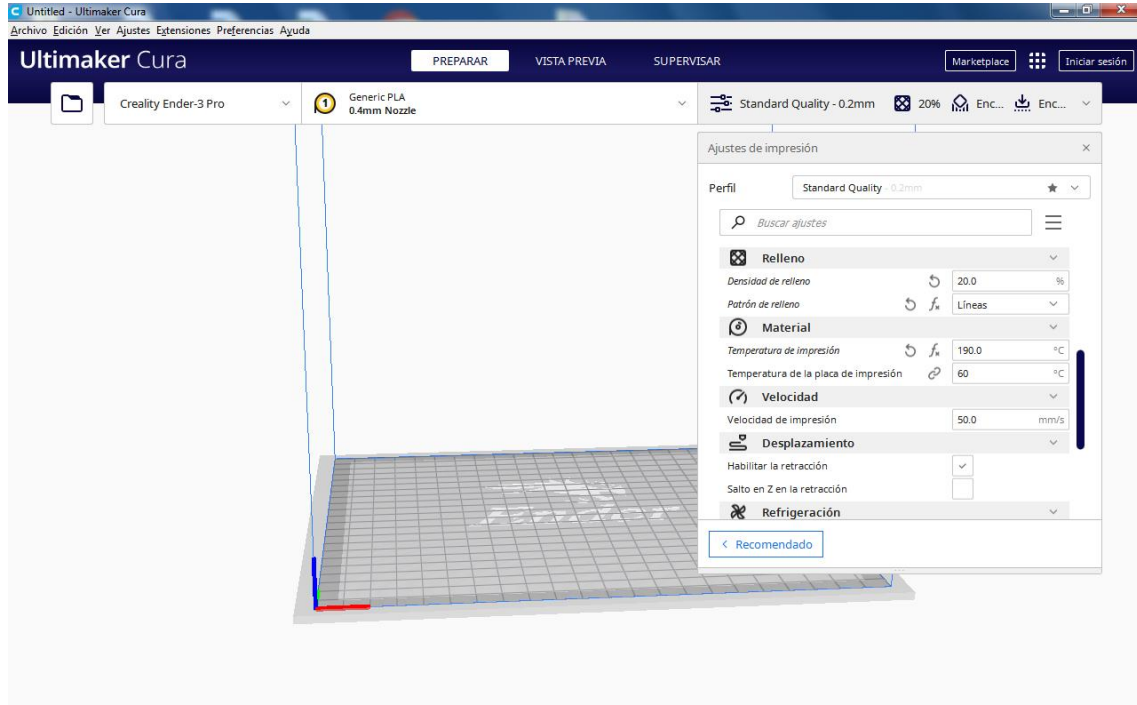 Untitled - Ultimaker Cura
Archivo Edición Ver Ajustes Extensiones Preferencias Ayuda
Ultimaker Cura PREPARAR VISTA PREVIA SUPERVISAR Marketplace Iniciar sesión
Creality Ender-3 Pro 1 Generic PLA Standard Quality - 0.2mm 20% Enc... Enc...
0.4mm Nozzle
Ajustes de impresión
Perfil Standard Quality - 0.2mm
Buscar ajustes
Relleno
Densidad de relleno 20.0 %
Patrón de relleno Líneas
Material
Temperatura de impresión 190.0 °C
Temperatura de la placa de impresión 60 °C
Velocidad
Velocidad de impresión 50.0 mm/s
Desplazamiento
Habilitar la retracción
Salto en Z en la retracción
Refrigeración
Recomendado